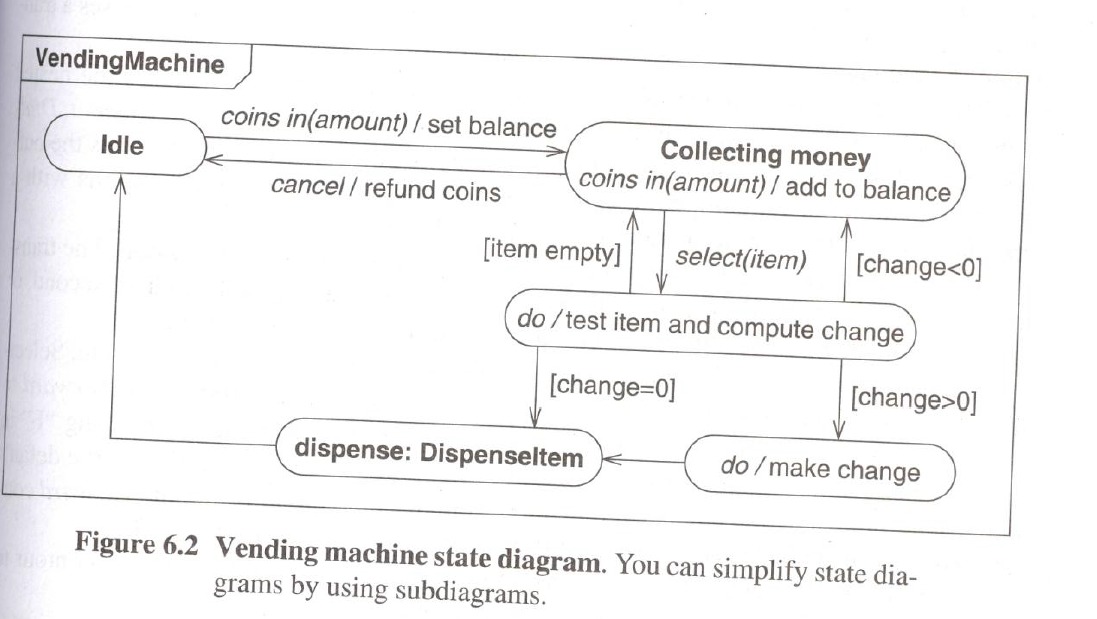 VendingMachine
Idle
coins in(amount) / set balance
cancel / refund coins
Collecting money
coins in(amount) / add to balance
[item empty]
select(item)
[change<0]
do / test item and compute change
[change=0]
[change>0]
dispense: DispenseItem
do / make change
Figure 6.2 Vending machine state diagram. You can simplify state dia-
grams by using subdiagrams.